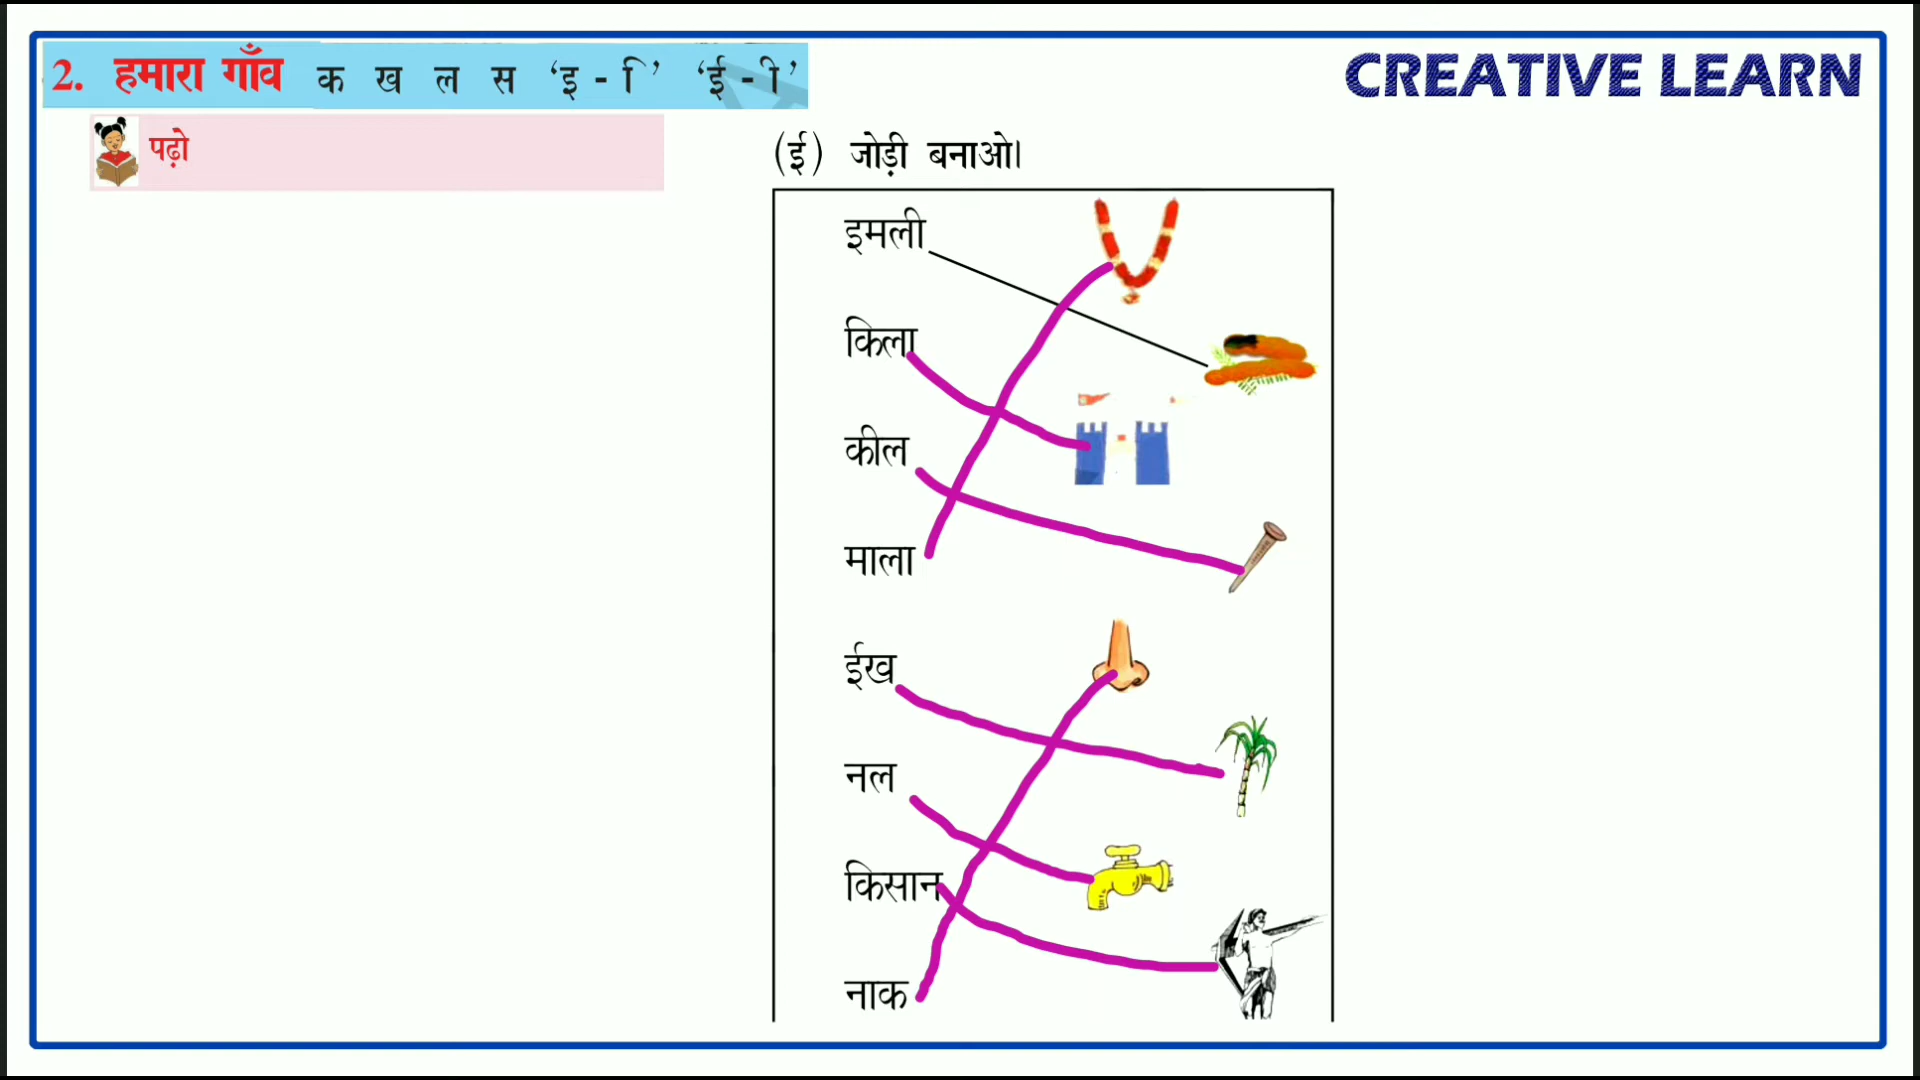 2. हमारा गाँव क ख ल स ‘इ - ि’ ‘ई - ी’
CREATIVE LEARN
पढ़ो
(ई) जोड़ी बनाओ।
इमली
किला
कील
माला
ईख
नल
किसान
नाक